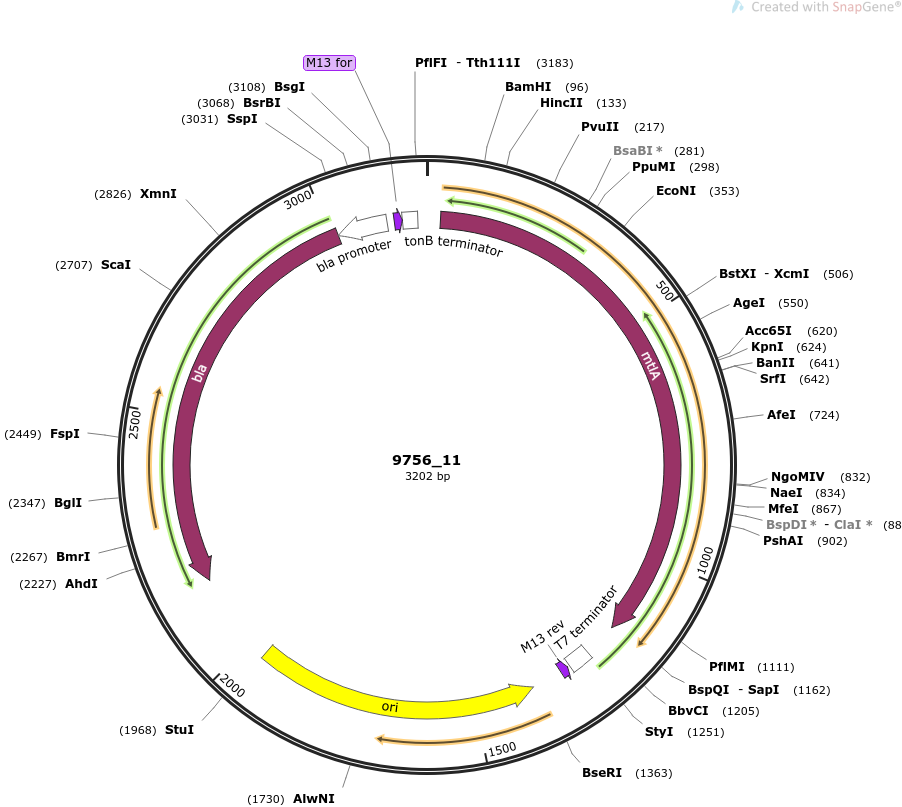 Created with SnapGene®
M13 for
PflFI - Tth111I (3183)
(3108) BsgI
(3068) BsrBI
(3031) SspI
BamHI (96)
HincII (133)
PvuII (217)
BsaBI * (281)
PpuMI (298)
EcoNI (353)
(2826) XmnI
3000
bla promoter
tonB terminator
(2707) ScaI
BstXI - XcmI (506)
500
AgeI (550)
Acc65I (620)
KpnI (624)
BanII (641)
SrfI (642)
mtlA
bla
AfeI (724)
2500
(2449) FspI
9756_11
3202 bp
NgoMIV (832)
NaeI (834)
MfeI (867)
BspDI * - ClaI * (88
PshAI (902)
(2347) BglI
(2267) BmrI
(2227) AhdI
1000
T7 terminator
M13 rev
PflMI (1111)
BspQI - SapI (1162)
BbvCI (1205)
StyI (1251)
2000
ori
(1968) StuI
1500
BseRI (1363)
(1730) AlwNI